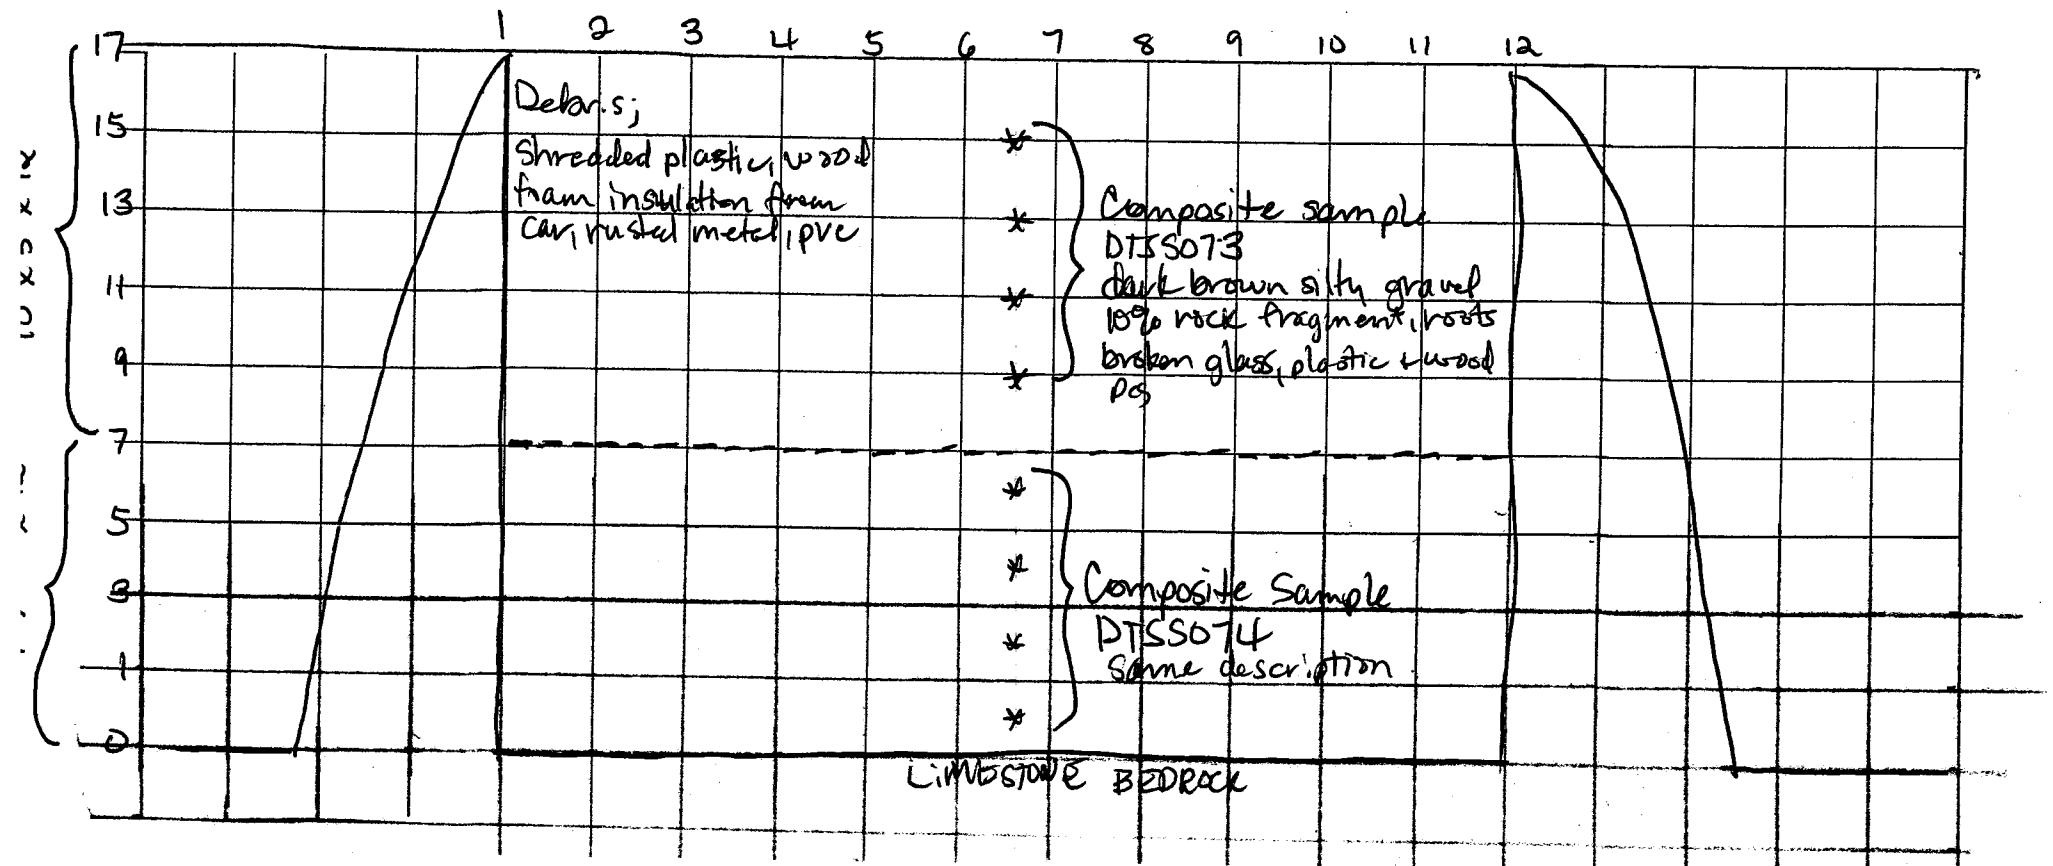 1 2 3 4 5 6 7 8 9 10 11 12
17
15
13
11
9
7
5
3
1
0
Debris;
Shredded plastic, wood
foam insulation from
car, rusted metal, pvc
Composite sample
DTSS073
dark brown silty gravel
10% rock fragment, roots
broken glass, plastic + wood
pcs
Composite Sample
DTSS074
Same description
LIMESTONE BEDROCK